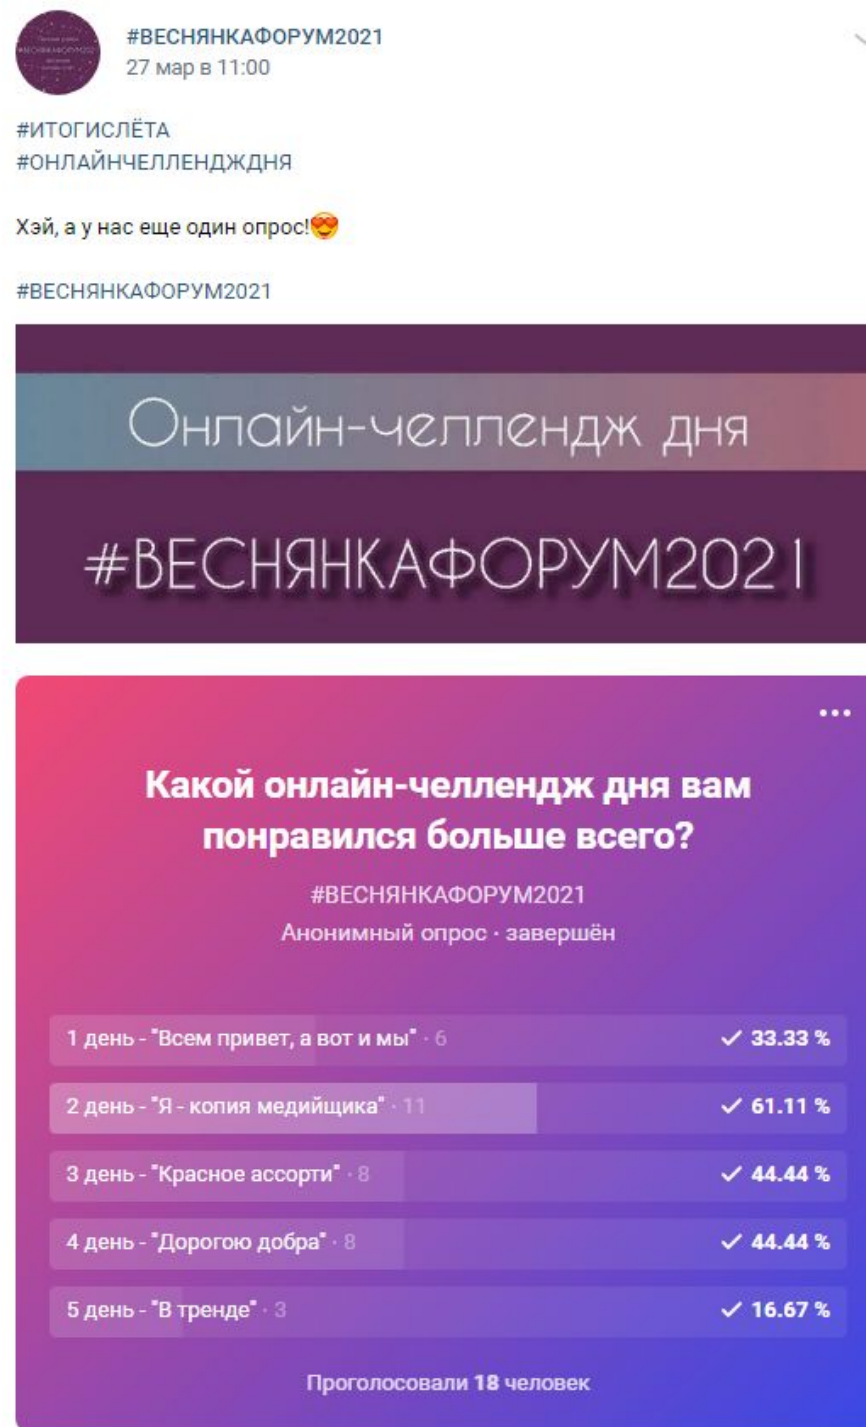 #ВЕСНЯНКАФОРУМ2021
27 мар в 11:00
#ИТОГИСЛЁТА
#ОНЛАЙНЧЕЛЛЕНДЖДНЯ
Хэй, а у нас еще один опрос!😍
#ВЕСНЯНКАФОРУМ2021
Онлайн-челлендж дня
#ВЕСНЯНКАФОРУМ2021
Какой онлайн-челлендж дня вам
понравился больше всего?
#ВЕСНЯНКАФОРУМ2021
Анонимный опрос · завершён
1 день - "Всем привет, а вот и мы" · 6 33.33 %
2 день - "Я - копия медийщика" · 11 61.11 %
3 день - "Красное ассорти" · 8 44.44 %
4 день - "Дорогою добра" · 8 44.44 %
5 день - "В тренде" · 3 16.67 %
Проголосовали 18 человек